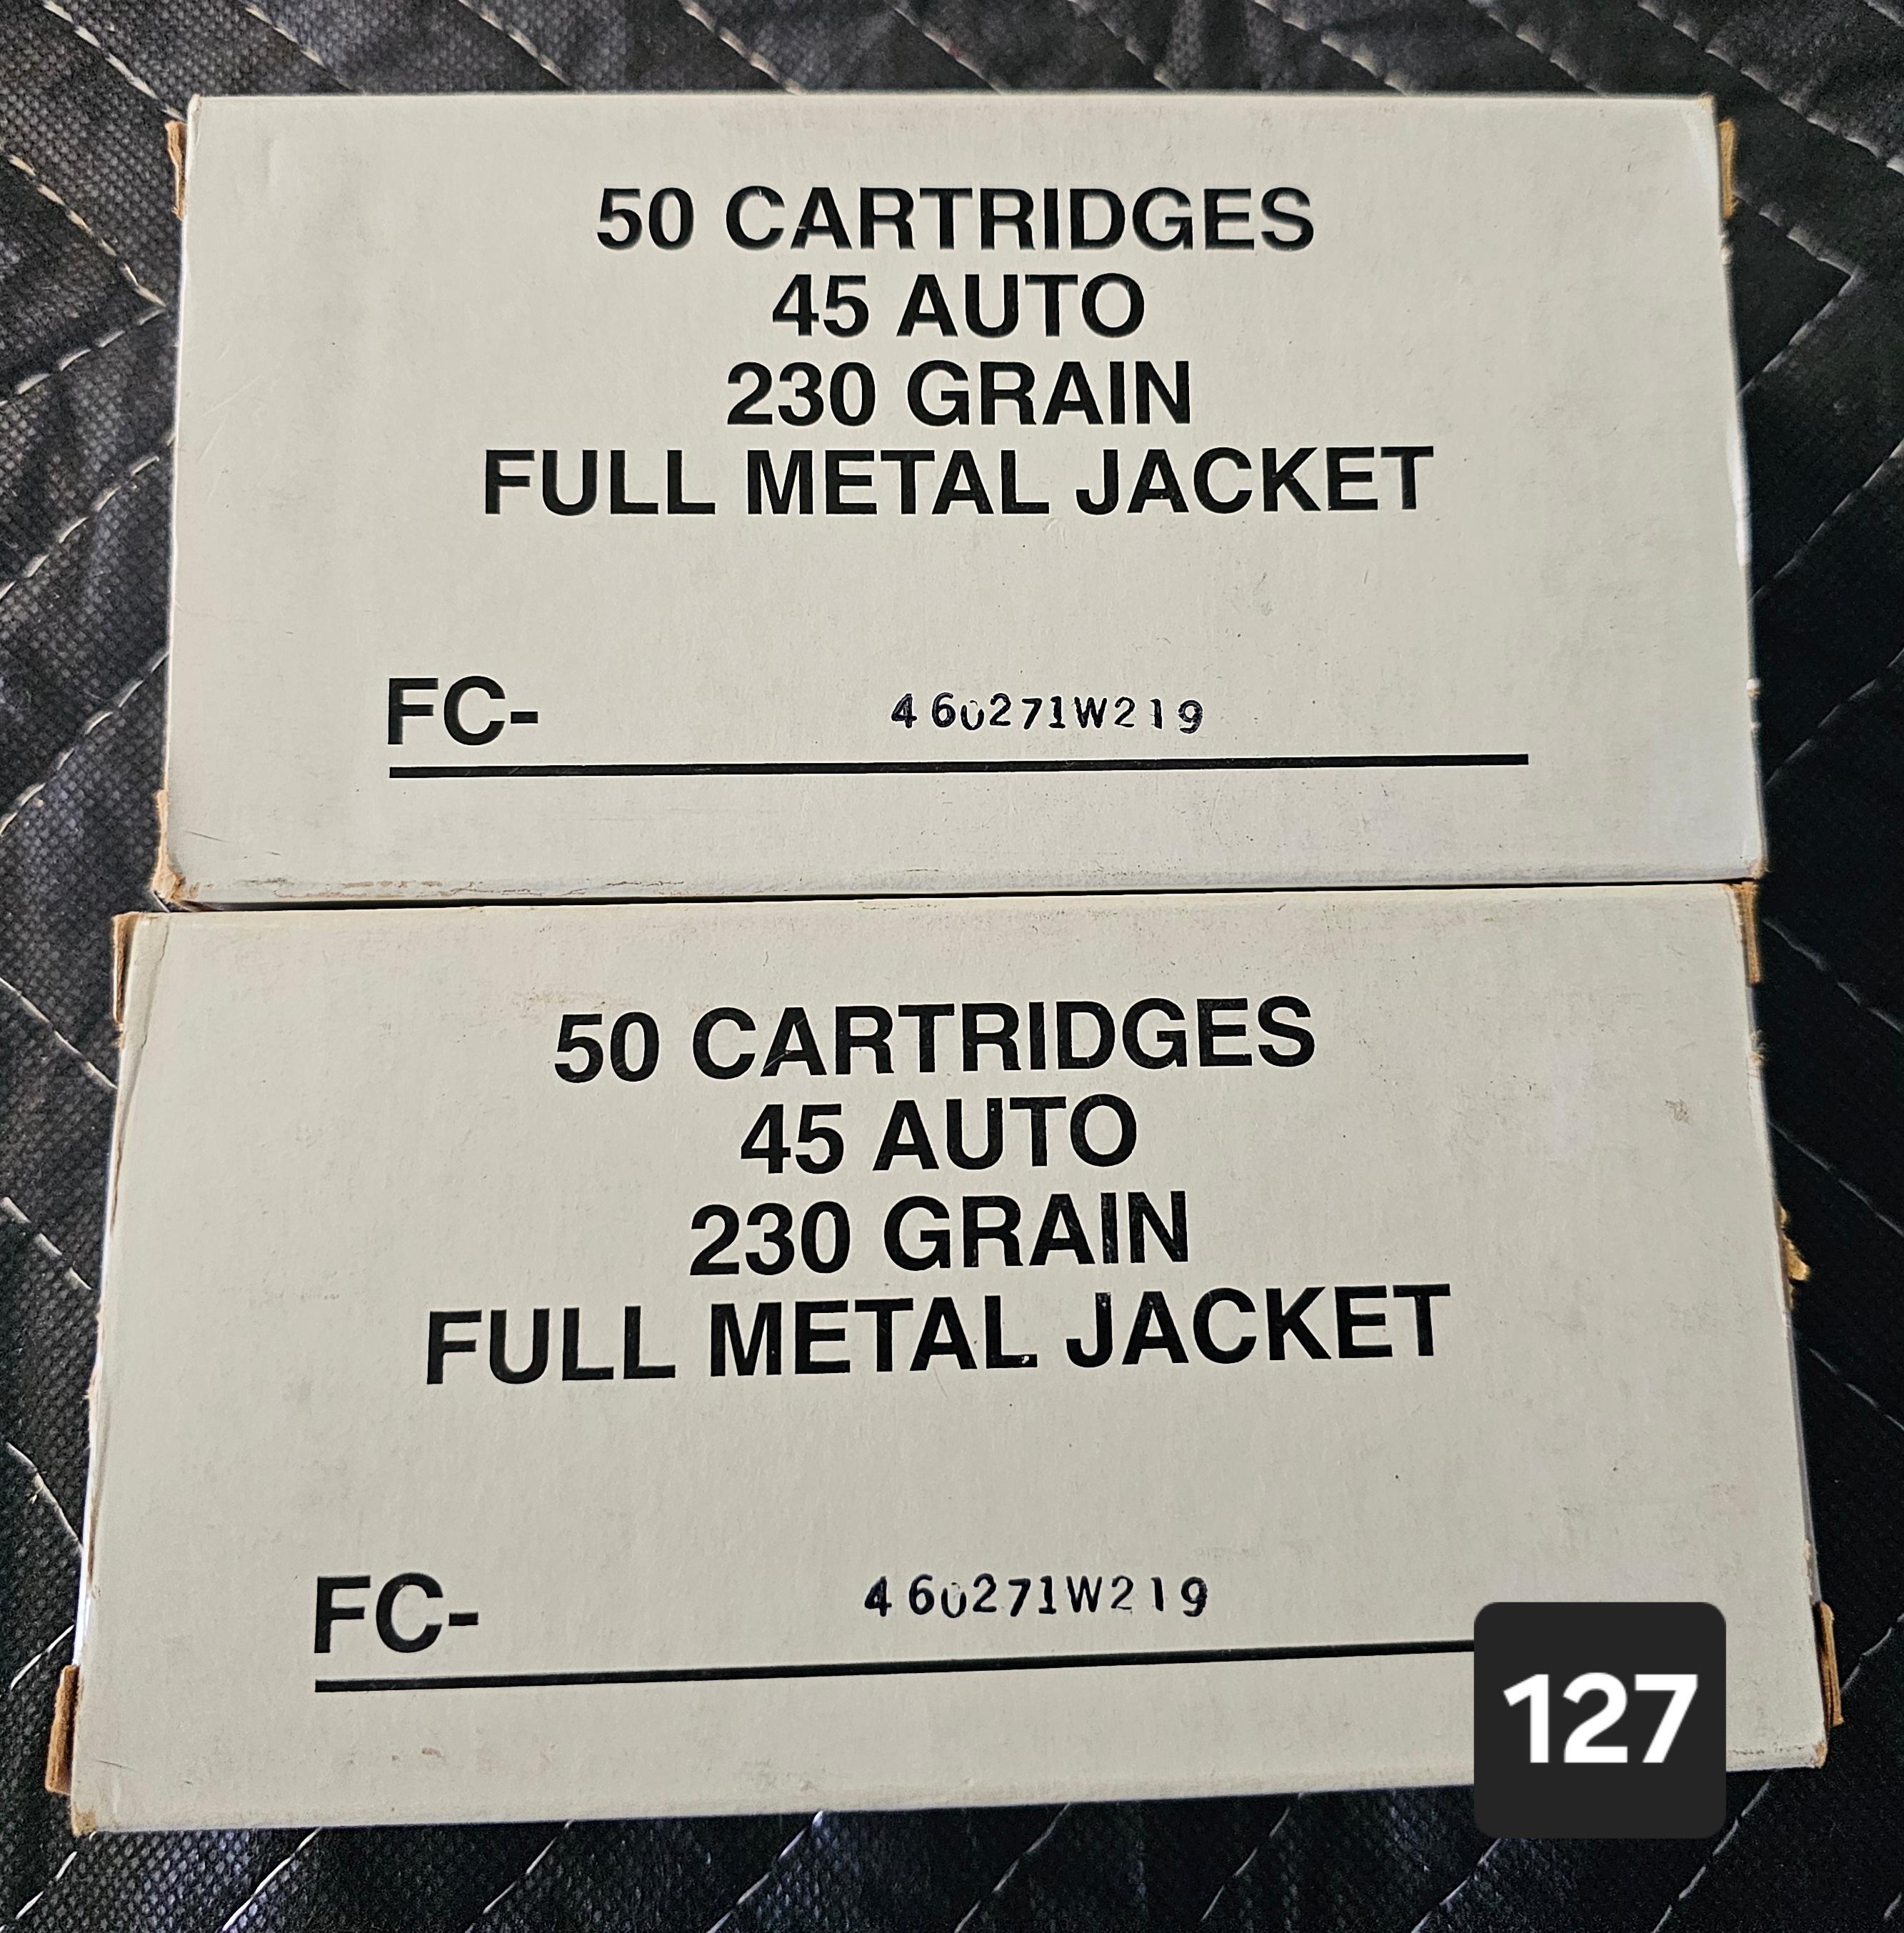 50 CARTRIDGES
45 AUTO
230 GRAIN
FULL METAL JACKET
FC- 460271W219
50 CARTRIDGES
45 AUTO
230 GRAIN
FULL METAL JACKET
FC- 460271W219
127